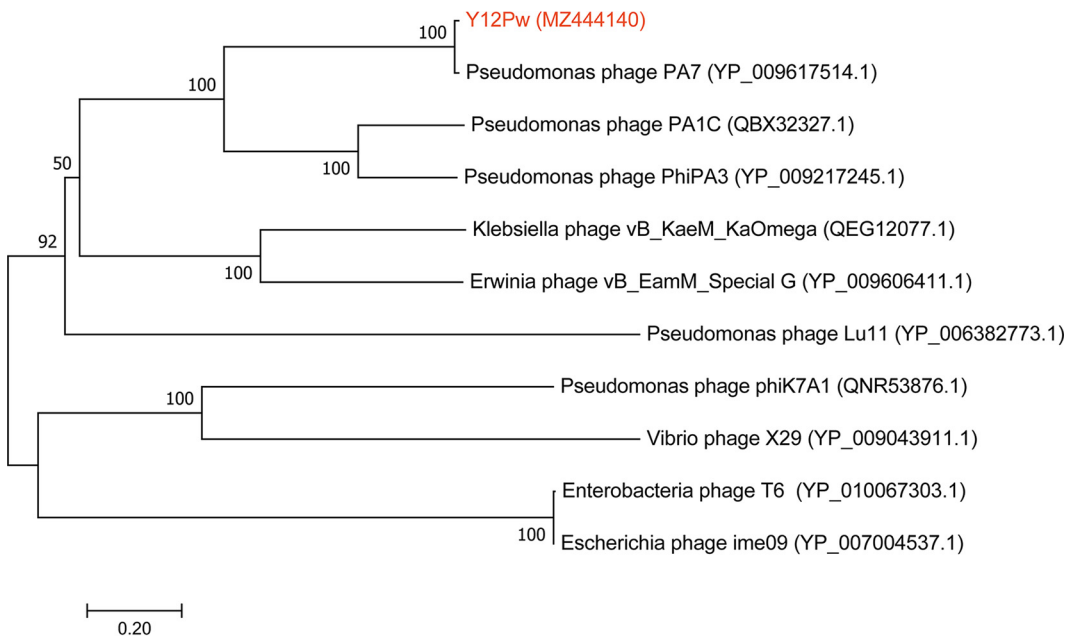 Y12Pw (MZ444140)
100
Pseudomonas phage PA7 (YP_009617514.1)
100
Pseudomonas phage PA1C (QBX32327.1)
50
100
Pseudomonas phage PhiPA3 (YP_009217245.1)
Klebsiella phage vB_KaeM_KaOmega (QEG12077.1)
92
100
Erwinia phage vB_EamM_Special G (YP_009606411.1)
Pseudomonas phage Lu11 (YP_006382773.1)
Pseudomonas phage phiK7A1 (QNR53876.1)
100
Vibrio phage X29 (YP_009043911.1)
Enterobacteria phage T6 (YP_010067303.1)
100
Escherichia phage ime09 (YP_007004537.1)
0.20